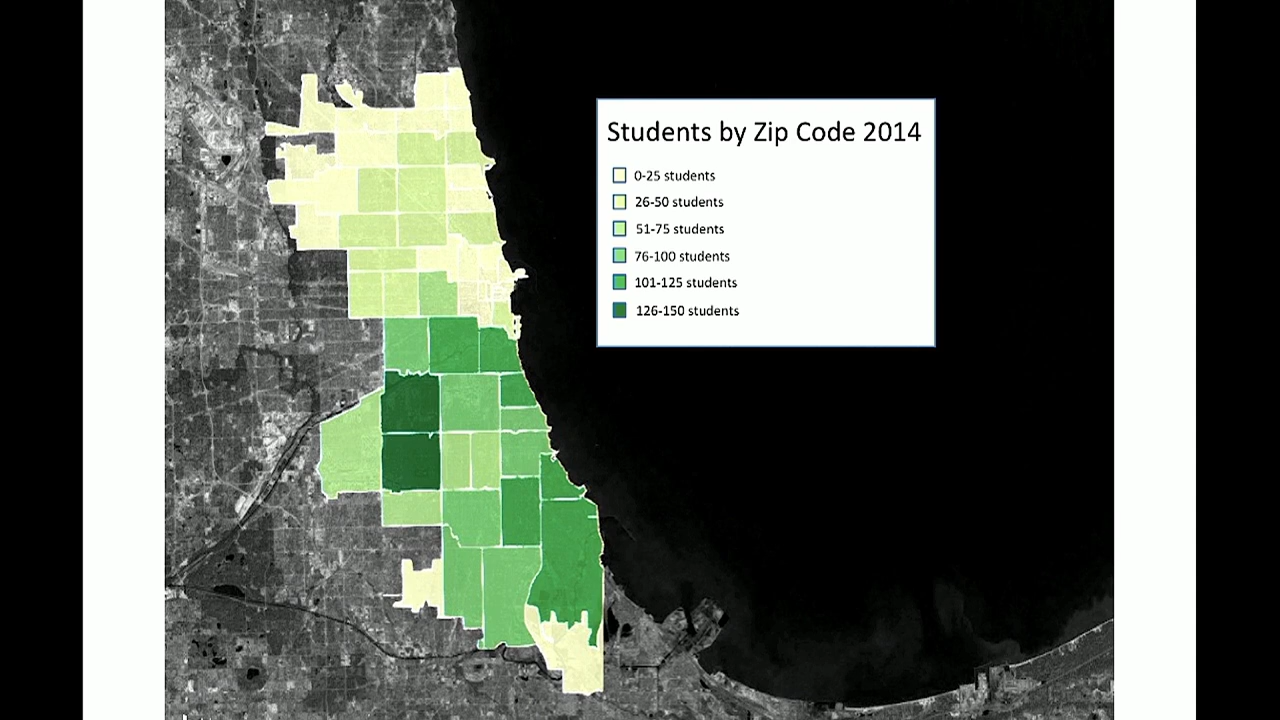 Students by Zip Code 2014
0-25 students
26-50 students
51-75 students
76-100 students
101-125 students
126-150 students